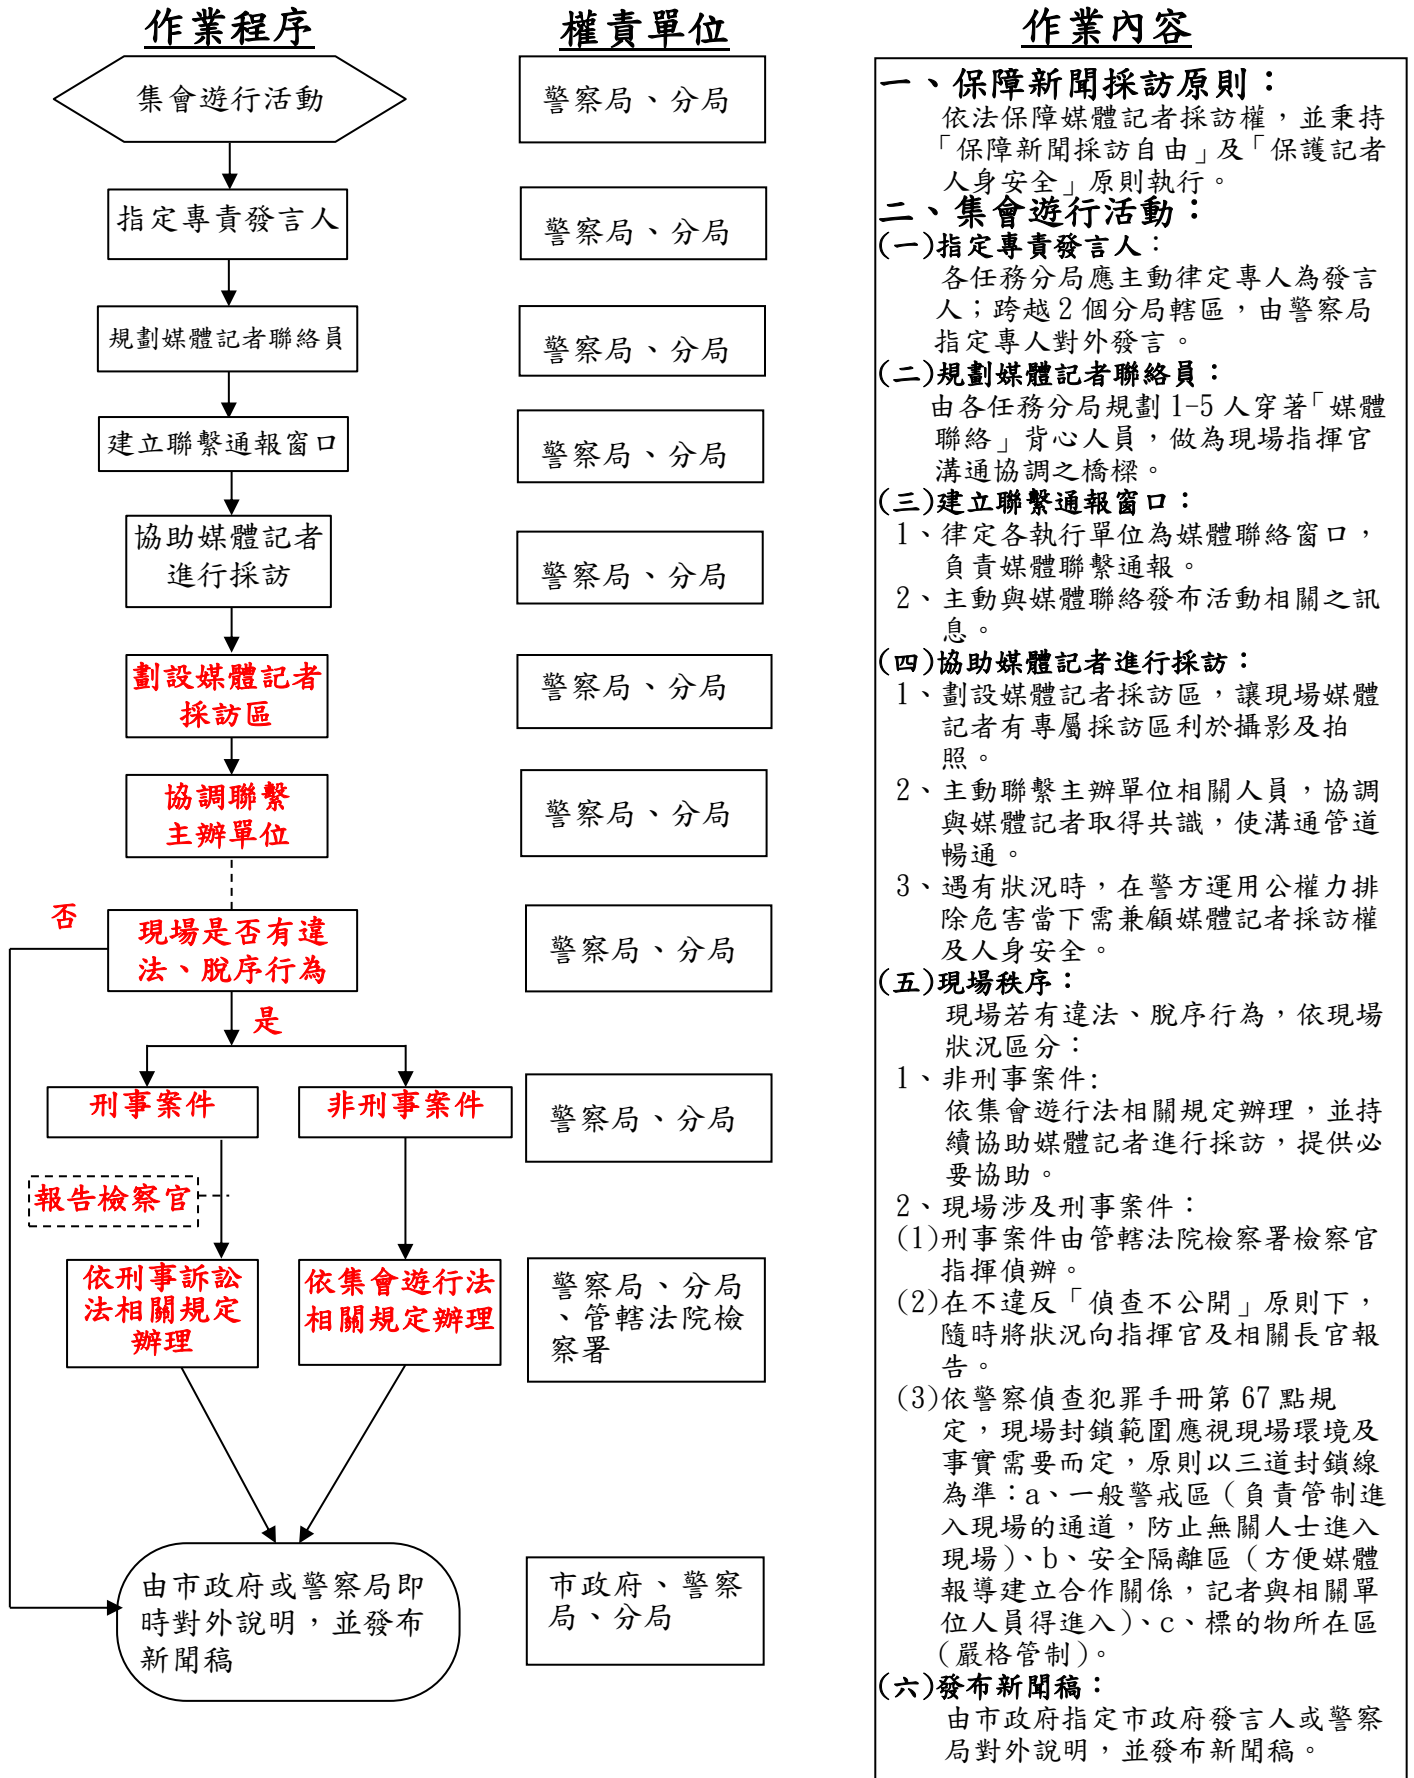 作業程序
集會遊行活動
指定專責發言人
規劃媒體記者聯絡員
建立聯繫通報窗口
協助媒體記者
進行採訪
劃設媒體記者
採訪區
協調聯繫
主辦單位
否
現場是否有違
法、脫序行為
是
刑事案件
非刑事案件
報告檢察官
依刑事訴訟
法相關規定
辦理
依集會遊行法
相關規定辦理
由市政府或警察局即
時對外說明，並發布
新聞稿
權責單位
警察局、分局
警察局、分局
警察局、分局
警察局、分局
警察局、分局
警察局、分局
警察局、分局
警察局、分局
警察局、分局
警察局、分局
、管轄法院檢
察署
市政府、警察
局、分局
作業內容
一、保障新聞採訪原則：
依法保障媒體記者採訪權，並秉持
「保障新聞採訪自由」及「保護記者
人身安全」原則執行。
二、集會遊行活動：
(一)指定專責發言人：
各任務分局應主動律定專人為發言
人；跨越2個分局轄區，由警察局
指定專人對外發言。
(二)規劃媒體記者聯絡員：
由各任務分局規劃1-5人穿著「媒體
聯絡」背心人員，做為現場指揮官
溝通協調之橋樑。
(三)建立聯繫通報窗口：
1、律定各執行單位為媒體聯絡窗口，
負責媒體聯繫通報。
2、主動與媒體聯絡發布活動相關之訊
息。
(四)協助媒體記者進行採訪：
1、劃設媒體記者採訪區，讓現場媒體
記者有專屬採訪區利於攝影及拍
照。
2、主動聯繫主辦單位相關人員，協調
與媒體記者取得共識，使溝通管道
暢通。
3、遇有狀況時，在警方運用公權力排
除危害當下需兼顧媒體記者採訪權
及人身安全。
(五)現場秩序：
現場若有違法、脫序行為，依現場
狀況區分：
1、非刑事案件：
依集會遊行法相關規定辦理，並持
續協助媒體記者進行採訪，提供必
要協助。
2、現場涉及刑事案件：
(1)刑事案件由管轄法院檢察署檢察官
指揮偵辦。
(2)在不違反「偵查不公開」原則下，
隨時將狀況向指揮官及相關長官報
告。
(3)依警察偵查犯罪手冊第67點規
定，現場封鎖範圍應視現場環境及
事實需要而定，原則以三道封鎖線
為準：a、一般警戒區（負責管制進
入現場的通道，防止無關人士進入
現場）、b、安全隔離區（方便媒體
報導建立合作關係，記者與相關單
位人員得進入）、c、標的物所在區
（嚴格管制）。
(六)發布新聞稿：
由市政府指定市政府發言人或警察
局對外說明，並發布新聞稿。